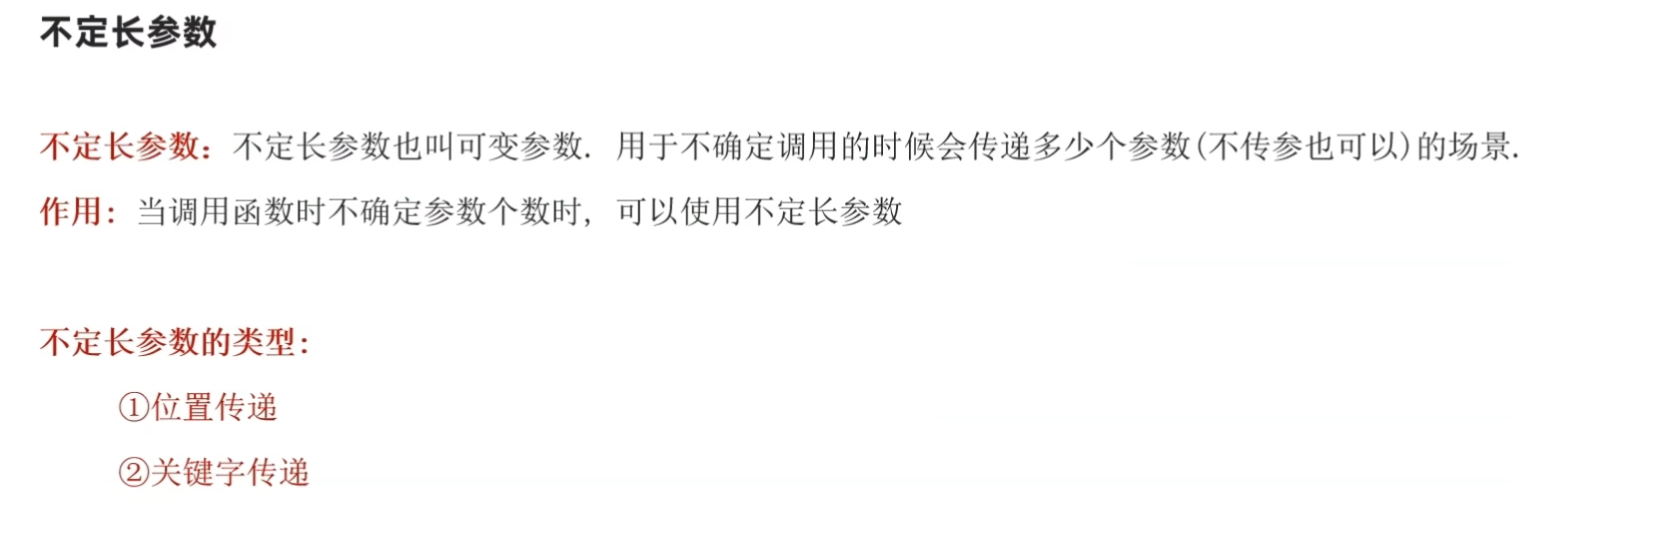 不定长参数
不定长参数：不定长参数也叫可变参数. 用于不确定调用的时候会传递多少个参数(不传参也可以)的场景.
作用：当调用函数时不确定参数个数时, 可以使用不定长参数
不定长参数的类型：
①位置传递
②关键字传递